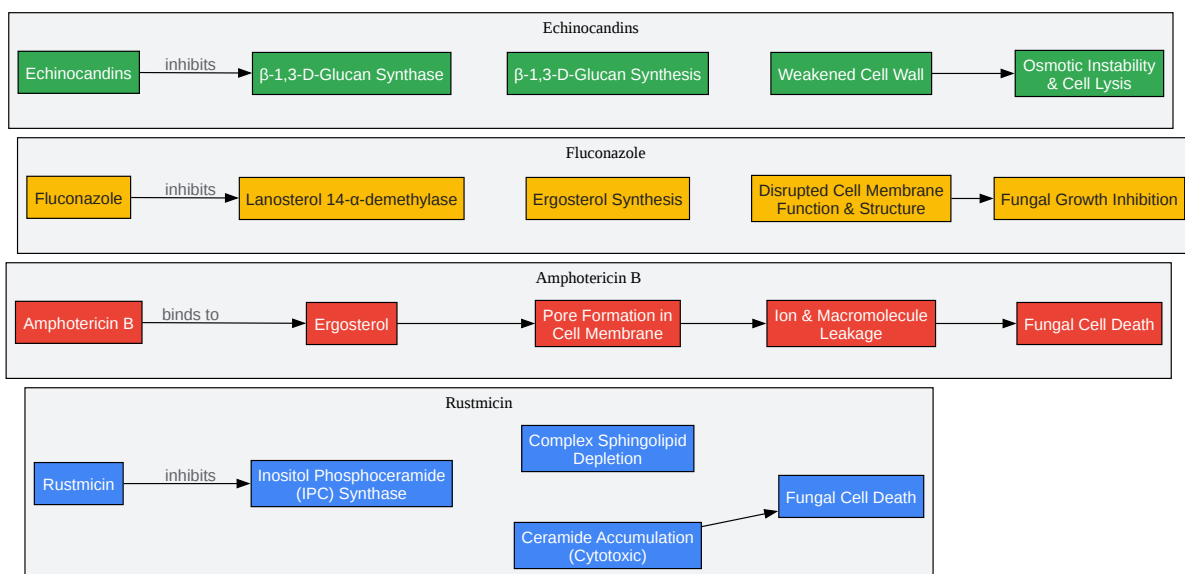 Echinocandins
Echinocandins
inhibits
β-1,3-D-Glucan Synthase
β-1,3-D-Glucan Synthesis
Weakened Cell Wall
Osmotic Instability
& Cell Lysis
Fluconazole
Fluconazole
inhibits
Lanosterol 14-α-demethylase
Ergosterol Synthesis
Disrupted Cell Membrane
Function & Structure
Fungal Growth Inhibition
Amphotericin B
Amphotericin B
binds to
Ergosterol
Pore Formation in
Cell Membrane
Ion & Macromolecule
Leakage
Fungal Cell Death
Rustmicin
Rustmicin
inhibits
Inositol Phosphoceramide
(IPC) Synthase
Complex Sphingolipid
Depletion
Ceramide Accumulation
(Cytotoxic)
Fungal Cell Death